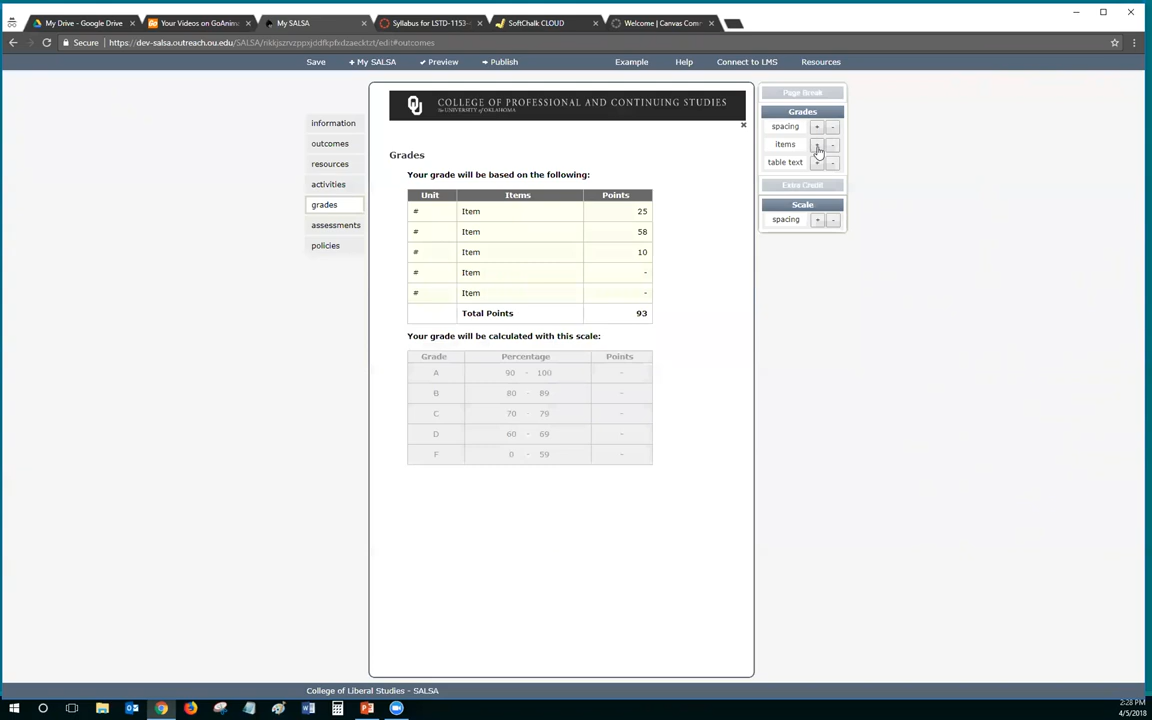 My Drive - Google Drive
Your Videos on GoAnim
My SALSA
Syllabus for LSTD-1153-
SoftChalk CLOUD
Welcome | Canvas Com
Secure
Save
+ My SALSA
Preview
Publish
Example
Help
Connect to LMS
Resources
information
outcomes
resources
activities
grades
assessments
policies
COLLEGE OF PROFESSIONAL AND CONTINUING STUDIES
The UNIVERSITY of OKLAHOMA
×
Grades
Your grade will be based on the following:
Unit Items Points
# Item 25
# Item 58
# Item 10
# Item -
# Item -
Total Points 93
Your grade will be calculated with this scale:
Grade Percentage Points
A 90 - 100 -
B 80 - 89 -
C 70 - 79 -
D 60 - 69 -
F 0 - 59 -
Page Break
Grades
spacing + -
items + -
table text + -
Extra Credit
Scale
spacing + -
College of Liberal Studies - SALSA
2:28 PM
4/5/2018